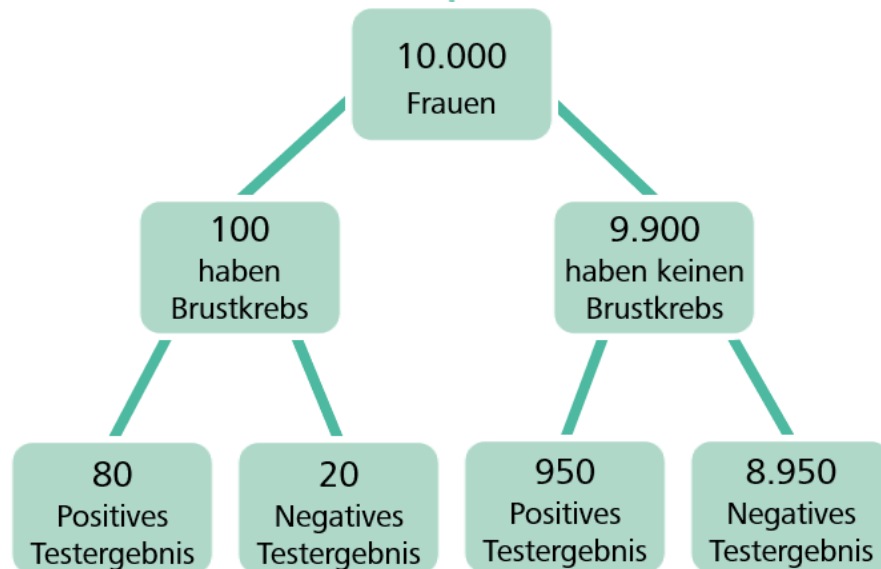 10.000
Frauen
100
haben
Brustkrebs
9.900
haben keinen
Brustkrebs
80
Positives
Testergebnis
20
Negatives
Testergebnis
950
Positives
Testergebnis
8.950
Negatives
Testergebnis